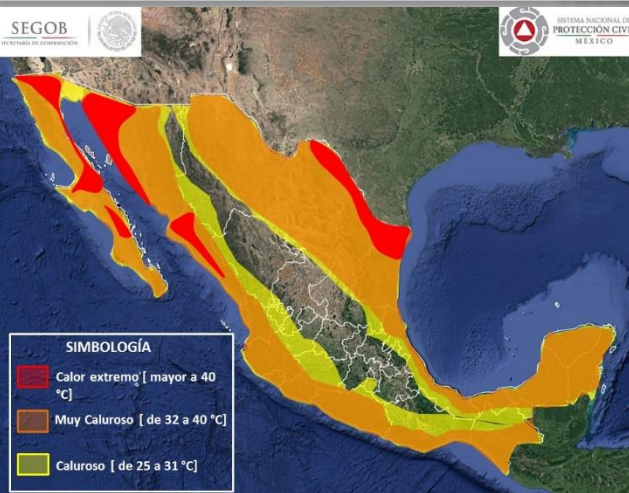 SEGOB
SECRETARÍA DE GOBERNACIÓN
SISTEMA NACIONAL DE
PROTECCIÓN CIVI
MÉXICO
SIMBOLOGÍA
Calor extremo [ mayor a 40
°C]
Muy Caluroso [ de 32 a 40 °C]
Caluroso [ de 25 a 31 °C]